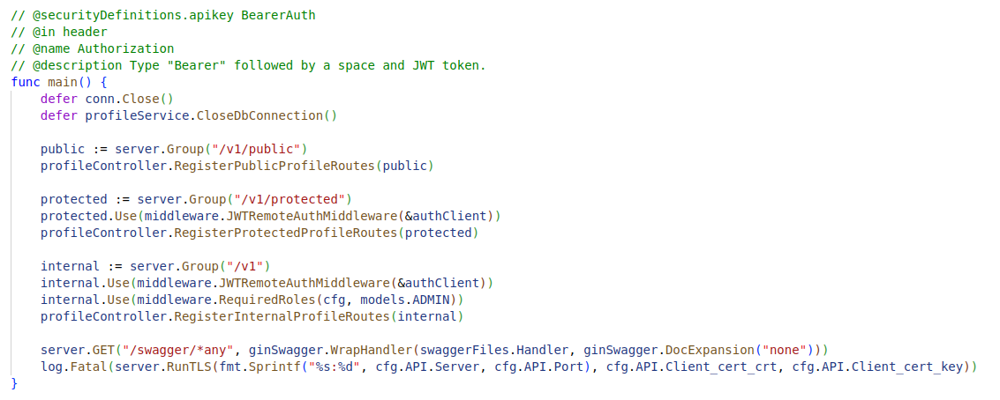 // @securityDefinitions.apikey BearerAuth
// @in header
// @name Authorization
// @description Type "Bearer" followed by a space and JWT token.
func main() {
    defer conn.Close()
    defer profileService.CloseDbConnection()

    public := server.Group("/v1/public")
    profileController.RegisterPublicProfileRoutes(public)

    protected := server.Group("/v1/protected")
    protected.Use(middleware.JWTRemoteAuthMiddleware(&authClient))
    profileController.RegisterProtectedProfileRoutes(protected)

    internal := server.Group("/v1")
    internal.Use(middleware.JWTRemoteAuthMiddleware(&authClient))
    internal.Use(middleware.RequiredRoles(cfg, models.ADMIN))
    profileController.RegisterInternalProfileRoutes(internal)

    server.GET("/swagger/*any", ginSwagger.WrapHandler(swaggerFiles.Handler, ginSwagger.DocExpansion("none")))
    log.Fatal(server.RunTLS(fmt.Sprintf("%s:%d", cfg.API.Server, cfg.API.Port), cfg.API.Client_cert_crt, cfg.API.Client_cert_key))
}